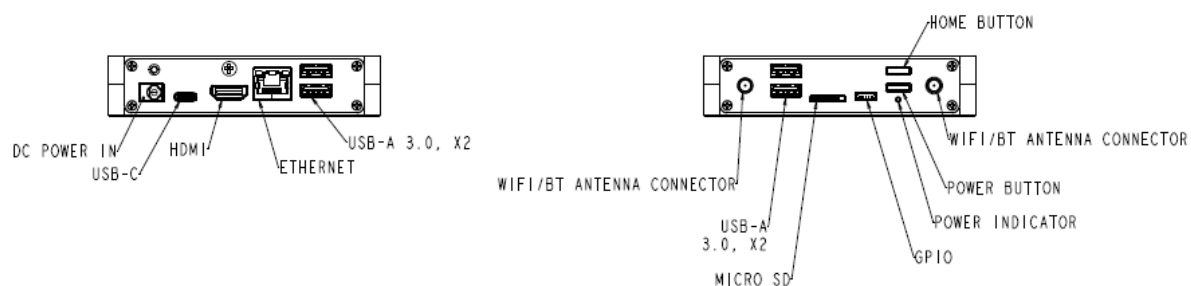 HOME BUTTON
DC POWER IN
USB-C
HDMI
ETHERNET
USB-A 3.0, X2
WIFI/BT ANTENNA CONNECTOR
WIFI/BT ANTENNA CONNECTOR
POWER BUTTON
POWER INDICATOR
USB-A
3.0, X2
GPIO
MICRO SD